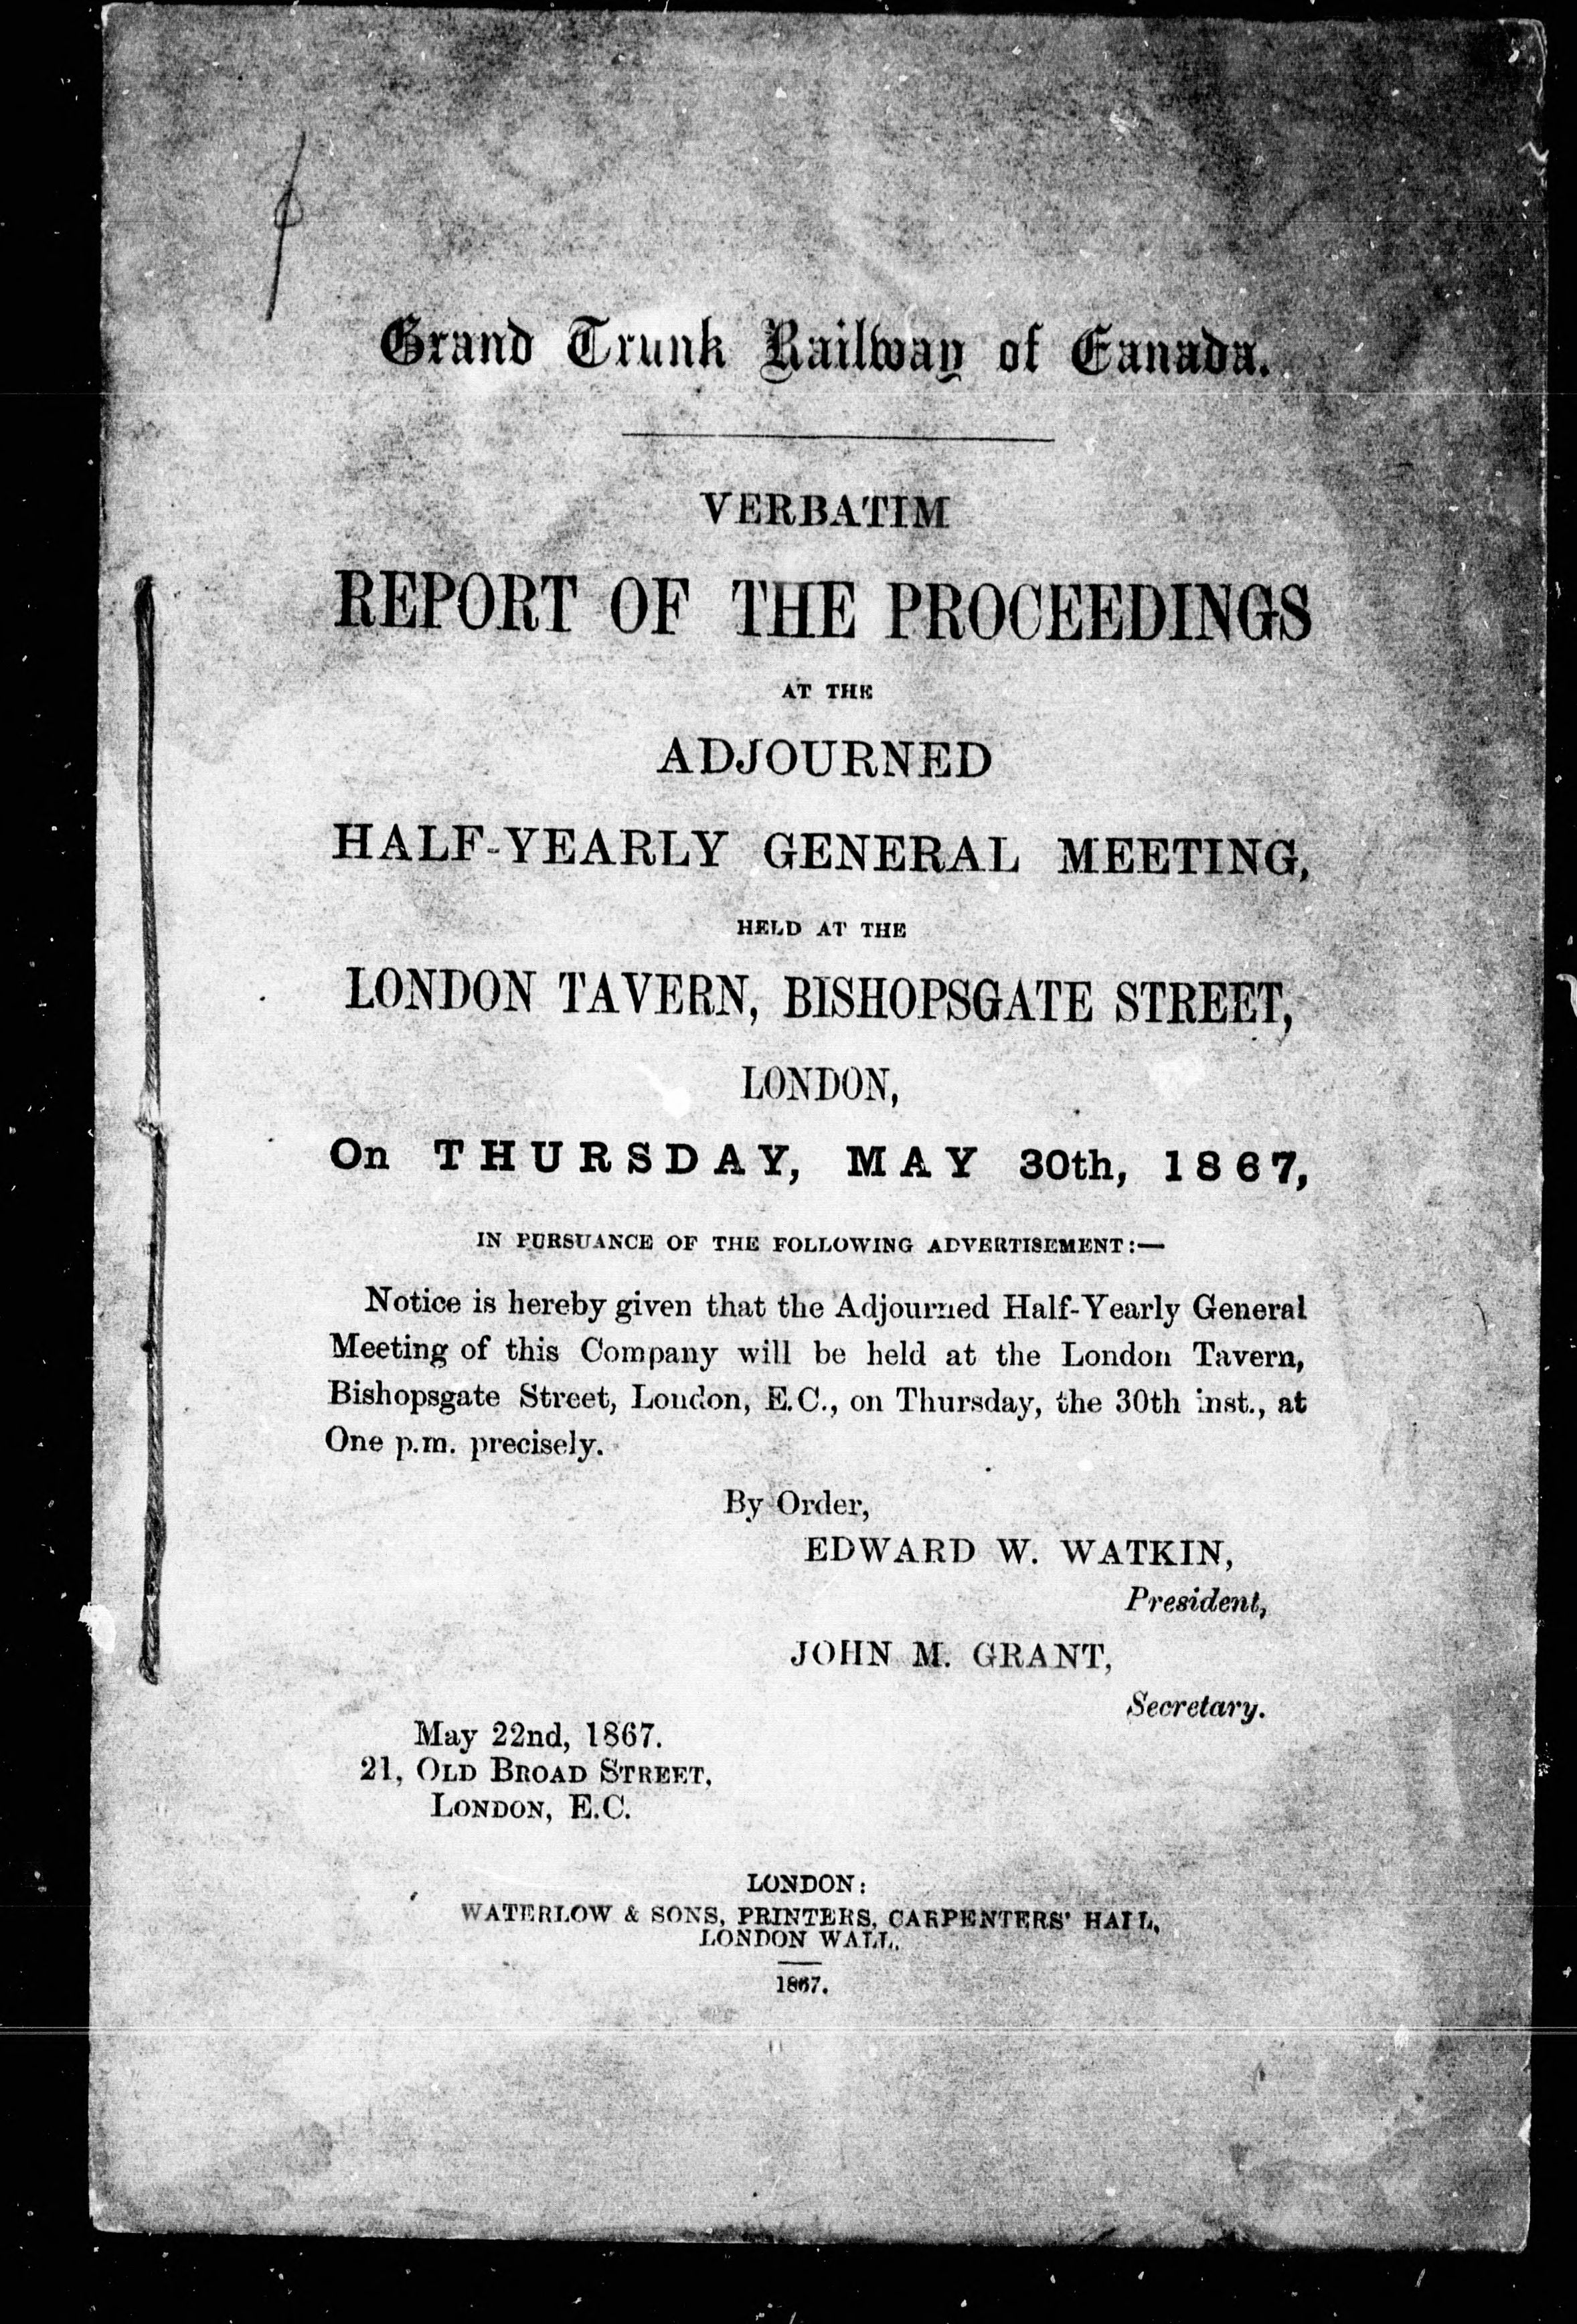 Grand Trunk Railway of Canada.
VERBATIM
REPORT OF THE PROCEEDINGS
AT THE
ADJOURNED
HALF-YEARLY GENERAL MEETING,
HELD AT THE
LONDON TAVERN, BISHOPSGATE STREET,
LONDON,
On THURSDAY, MAY 30th, 1867,
IN PURSUANCE OF THE FOLLOWING ADVERTISEMENT:—
Notice is hereby given that the Adjourned Half-Yearly General
Meeting of this Company will be held at the London Tavern,
Bishopsgate Street, London, E.C., on Thursday, the 30th inst., at
One p.m. precisely.
By Order,
EDWARD W. WATKIN,
President,
JOHN M. GRANT,
Secretary.
May 22nd, 1867.
21, OLD BROAD STREET,
LONDON, E.C.
LONDON:
WATERLOW & SONS, PRINTERS, CARPENTERS' HALL,
LONDON WALL.
1867.